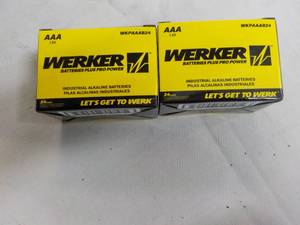 AAA
1.5V
WKPAAAB24
WERKER
BATTERIES PLUS PRO POWER
INDUSTRIAL ALKALINE BATTERIES
PILAS ALCALINAS INDUSTRIALES
24
LET'S GET TO WERK
AAA
1.5V
WKPAAAB24
WERKER
BATTERIES PLUS PRO POWER
INDUSTRIAL ALKALINE BATTERIES
PILAS ALCALINAS INDUSTRIALES
24
LET'S GET TO WERK